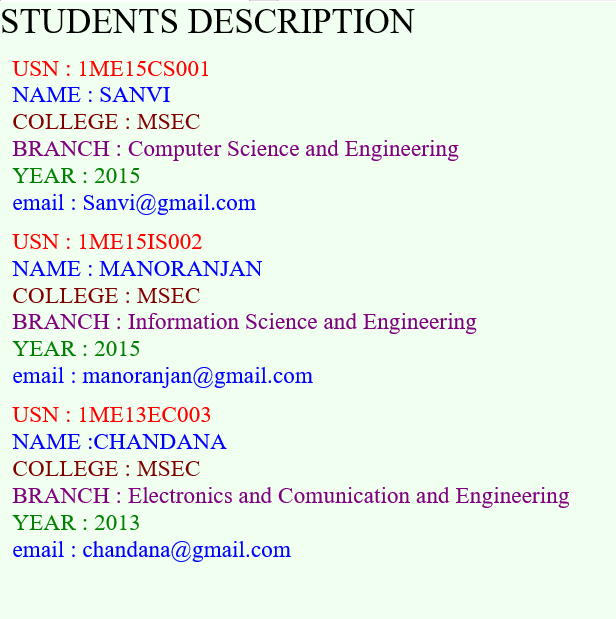 STUDENTS DESCRIPTION
USN : 1ME15CS001
NAME : SANVI
COLLEGE : MSEC
BRANCH : Computer Science and Engineering
YEAR : 2015
email : Sanvi@gmail.com
USN : 1ME15IS002
NAME : MANORANJAN
COLLEGE : MSEC
BRANCH : Information Science and Engineering
YEAR : 2015
email : manoranjan@gmail.com
USN : 1ME13EC003
NAME :CHANDANA
COLLEGE : MSEC
BRANCH : Electronics and Comunication and Engineering
YEAR : 2013
email : chandana@gmail.com